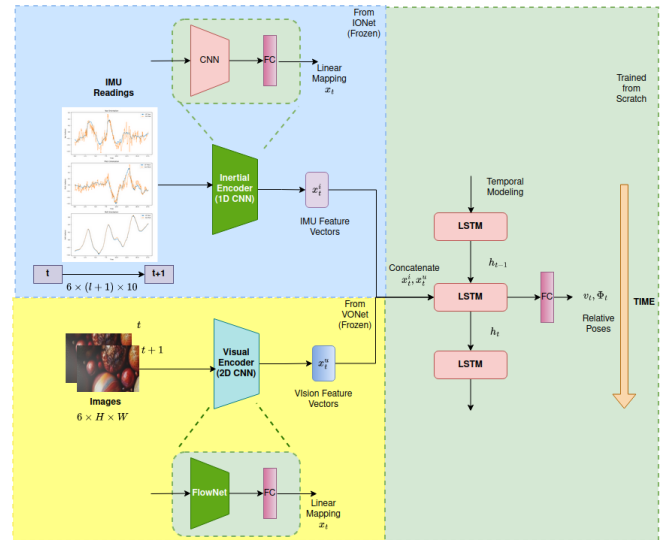 From
IONet
(Frozen)
CNN
FC
Linear
Mapping
x_t
IMU
Readings
Inertial
Encoder
(1D CNN)
x_t^i
IMU Feature
Vectors
t
t+1
6 × (l + 1) × 10
Trained
from
Scratch
Temporal
Modeling
LSTM
h_{t-1}
Concatenate
x_t^i, x_t^u
LSTM
FC
v_t, Φ_t
Relative
Poses
TIME
h_t
LSTM
From
VONet
(Frozen)
t
t + 1
Images
6 × H × W
Visual
Encoder
(2D CNN)
x_t^u
VIsion Feature
Vectors
FlowNet
FC
Linear
Mapping
x_t